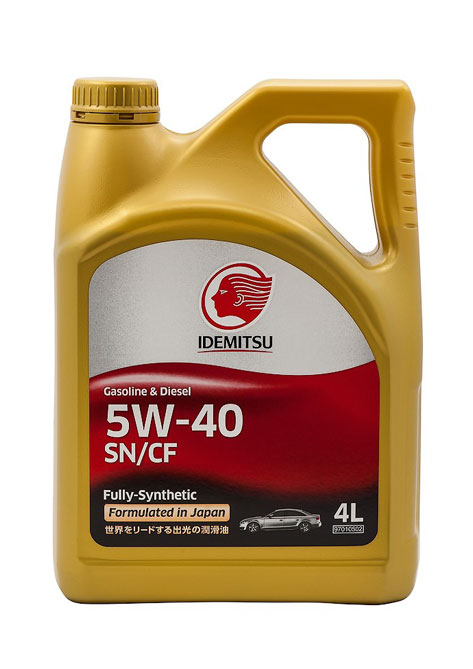 IDEMITSU
Gasoline & Diesel
5W-40
SN/CF
Fully-Synthetic
Formulated in Japan
世界をリードする出光の潤滑油
4L
97010502